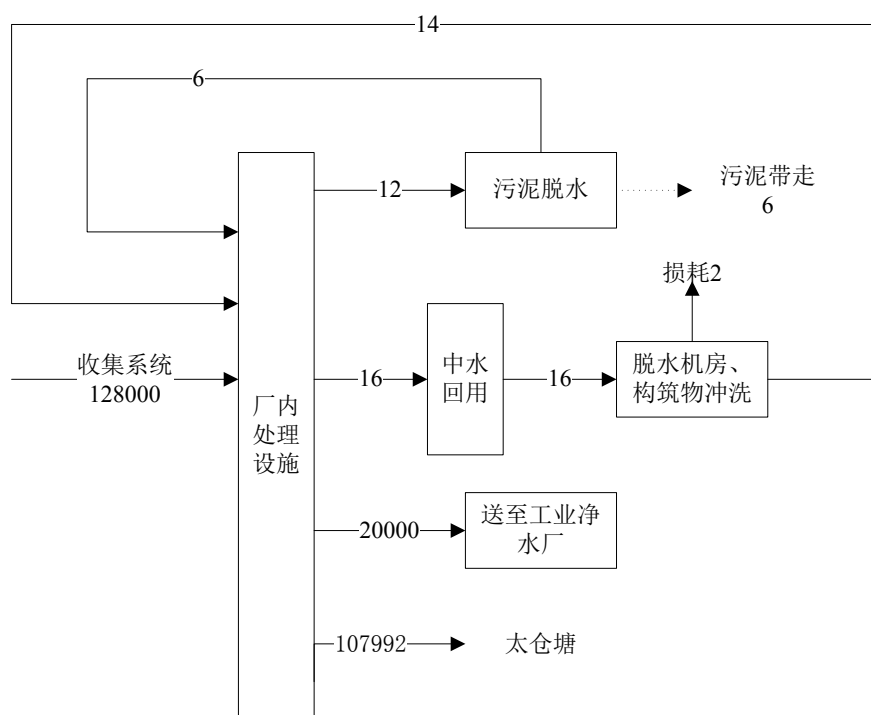 14
6
12
污泥脱水
污泥带走
6
损耗2
收集系统
128000
厂内
处理
设施
16
中水
回用
16
脱水机房、
构筑物冲洗
20000
送至工业净
水厂
107992
太仓塘